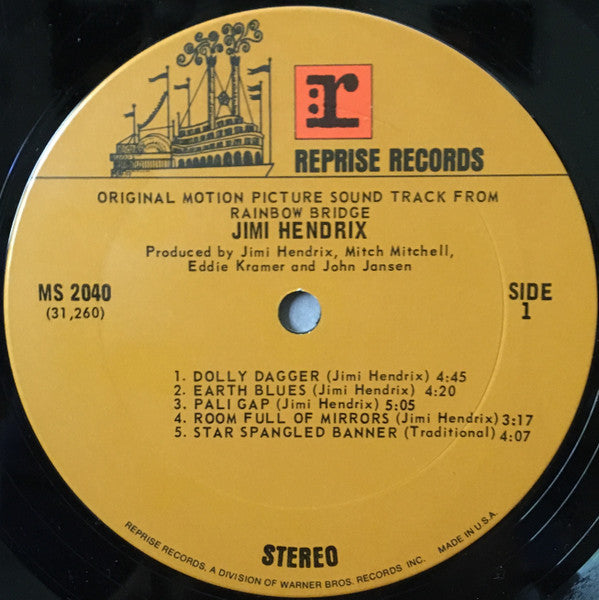 r
REPRISE RECORDS
ORIGINAL MOTION PICTURE SOUND TRACK FROM
RAINBOW BRIDGE
JIMI HENDRIX
Produced by Jimi Hendrix, Mitch Mitchell,
Eddie Kramer and John Jansen
MS 2040
(31,260)
SIDE
1
1. DOLLY DAGGER (Jimi Hendrix) 4:45
2. EARTH BLUES (Jimi Hendrix) 4:20
3. PALI GAP (Jimi Hendrix) 5:05
4. ROOM FULL OF MIRRORS (Jimi Hendrix) 3:17
5. STAR SPANGLED BANNER (Traditional) 4:07
STEREO
REPRISE RECORDS, A DIVISION OF WARNER BROS. RECORDS INC. MADE IN U.S.A.